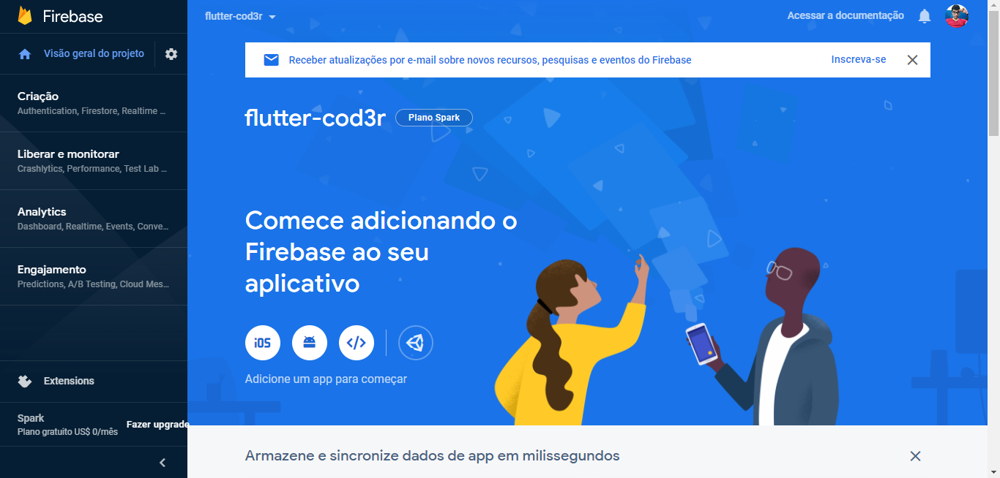 Firebase
flutter-cod3r
Acessar a documentação
Visão geral do projeto
Receber atualizações por e-mail sobre novos recursos, pesquisas e eventos do Firebase
Inscreva-se
Criação
Authentication, Firestore, Realtime ...
flutter-cod3r
Plano Spark
Liberar e monitorar
Crashlytics, Performance, Test Lab ...
Analytics
Dashboard, Realtime, Events, Conve...
Comece adicionando o
Firebase ao seu
aplicativo
Engajamento
Predictions, A/B Testing, Cloud Mes...
iOS
</>
Adicione um app para começar
Extensions
Spark
Plano gratuito US$ 0/mês
Fazer upgrade
Armazene e sincronize dados de app em milissegundos